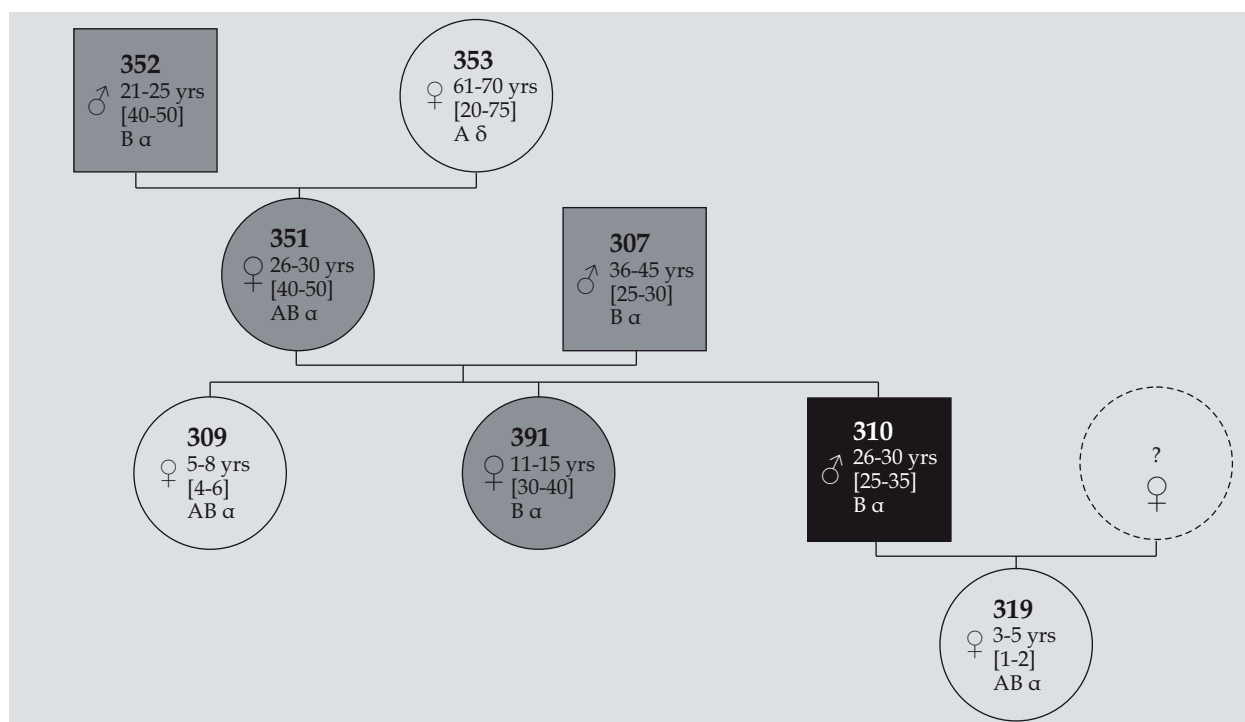 352
♂ 21-25 yrs
[40-50]
B α
353
♀ 61-70 yrs
[20-75]
A δ
351
♀ 26-30 yrs
[40-50]
AB α
307
♂ 36-45 yrs
[25-30]
B α
309
♀ 5-8 yrs
[4-6]
AB α
391
♀ 11-15 yrs
[30-40]
B α
310
♂ 26-30 yrs
[25-35]
B α
?
♀
319
♀ 3-5 yrs
[1-2]
AB α